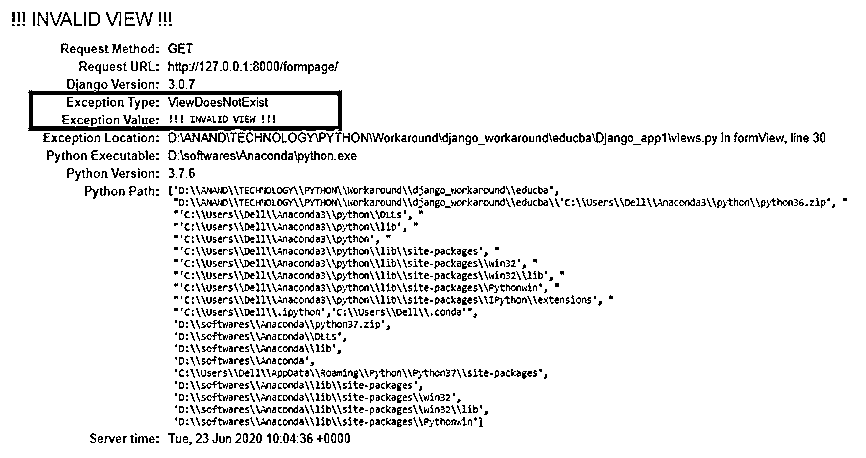 !!! INVALID VIEW !!!
Request Method: GET
Request URL: http://127.0.0.1:8000/formpage/
Django Version: 3.0.7
Exception Type: ViewDoesNotExist
Exception Value: !!! INVALID VIEW !!!
Exception Location: D:\ANAND\TECHNOLOGY\PYTHON\Workaround\django_workaround\educba\Django_app1\views.py in formView, line 30
Python Executable: D:\softwares\Anaconda\python.exe
Python Version: 3.7.6
Python Path: ['D:\\ANAND\\TECHNOLOGY\\PYTHON\\Workaround\\django_workaround\\educba',
"D:\\ANAND\\TECHNOLOGY\\PYTHON\\Workaround\\django_workaround\\educba\\'C:\\Users\\Dell\\Anaconda3\\python\\python36.zip', "
"'C:\\Users\\Dell\\Anaconda3\\python\\DLLs', "
"'C:\\Users\\Dell\\Anaconda3\\python\\lib', "
"'C:\\Users\\Dell\\Anaconda3\\python', "
"'C:\\Users\\Dell\\Anaconda3\\python\\lib\\site-packages', "
"'C:\\Users\\Dell\\Anaconda3\\python\\lib\\site-packages\\win32', "
"'C:\\Users\\Dell\\Anaconda3\\python\\lib\\site-packages\\win32\\lib', "
"'C:\\Users\\Dell\\Anaconda3\\python\\lib\\site-packages\\Pythonwin', "
"'C:\\Users\\Dell\\Anaconda3\\python\\lib\\site-packages\\IPython\\extensions', "
"'C:\\Users\\Dell\\.ipython','C:\\Users\\Dell\\.conda'",
'D:\\softwares\\Anaconda\\python37.zip',
'D:\\softwares\\Anaconda\\DLLs',
'D:\\softwares\\Anaconda\\lib',
'D:\\softwares\\Anaconda',
'C:\\Users\\Dell\\AppData\\Roaming\\Python\\Python37\\site-packages',
'D:\\softwares\\Anaconda\\lib\\site-packages',
'D:\\softwares\\Anaconda\\lib\\site-packages\\win32',
'D:\\softwares\\Anaconda\\lib\\site-packages\\win32\\lib',
'D:\\softwares\\Anaconda\\lib\\site-packages\\Pythonwin']
Server time: Tue, 23 Jun 2020 10:04:36 +0000